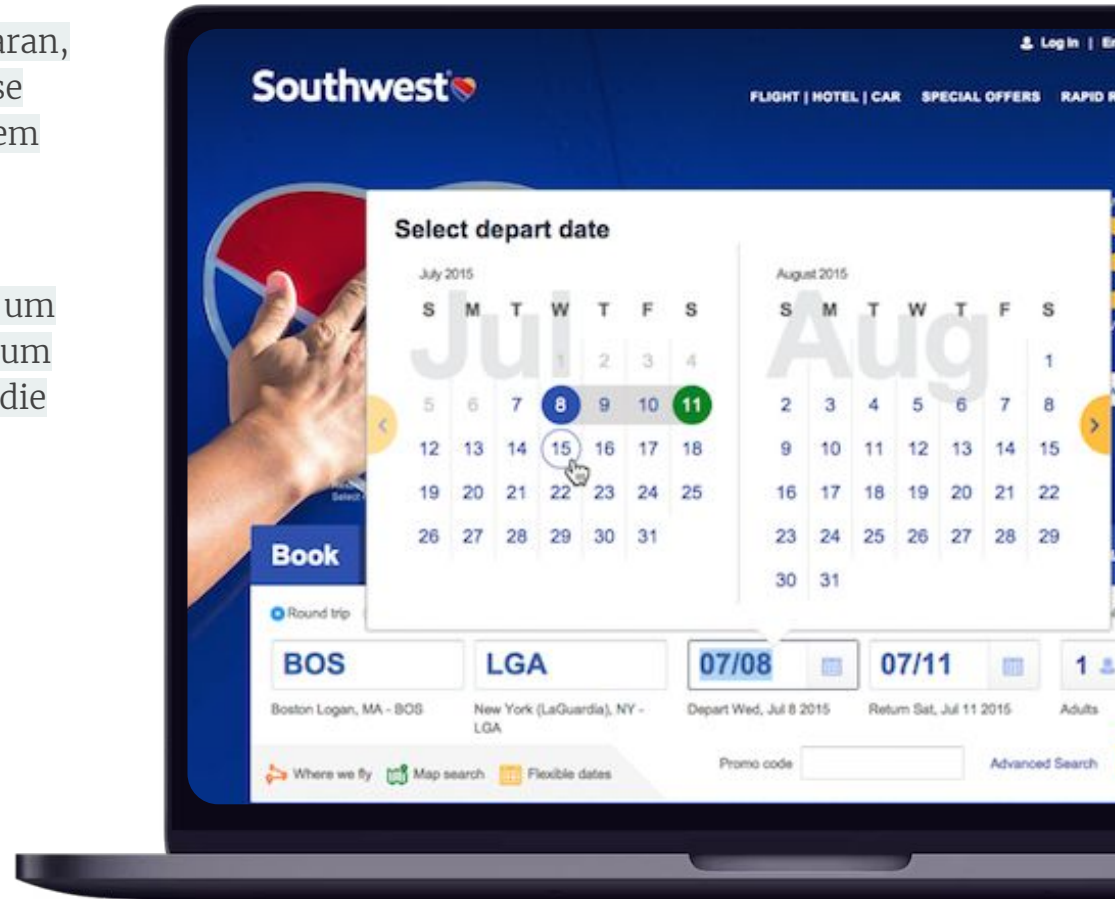 aran,
se
em
um
um
die
Log In | En
Southwest
FLIGHT | HOTEL | CAR SPECIAL OFFERS RAPID R
Select depart date
July 2015
Jul
S M T W T F S
1 2 3 4
5 6 7 8 9 10 11
12 13 14 15 16 17 18
19 20 21 22 23 24 25
26 27 28 29 30 31
August 2015
Aug
S M T W T F S
1
2 3 4 5 6 7 8
9 10 11 12 13 14 15
16 17 18 19 20 21 22
23 24 25 26 27 28 29
30 31
Select
Book
Round trip
BOS
LGA
07/08
07/11
1
Boston Logan, MA - BOS
New York (LaGuardia), NY -
LGA
Depart Wed, Jul 8 2015
Return Sat, Jul 11 2015
Adults
Where we fly Map search Flexible dates
Promo code
Advanced Search